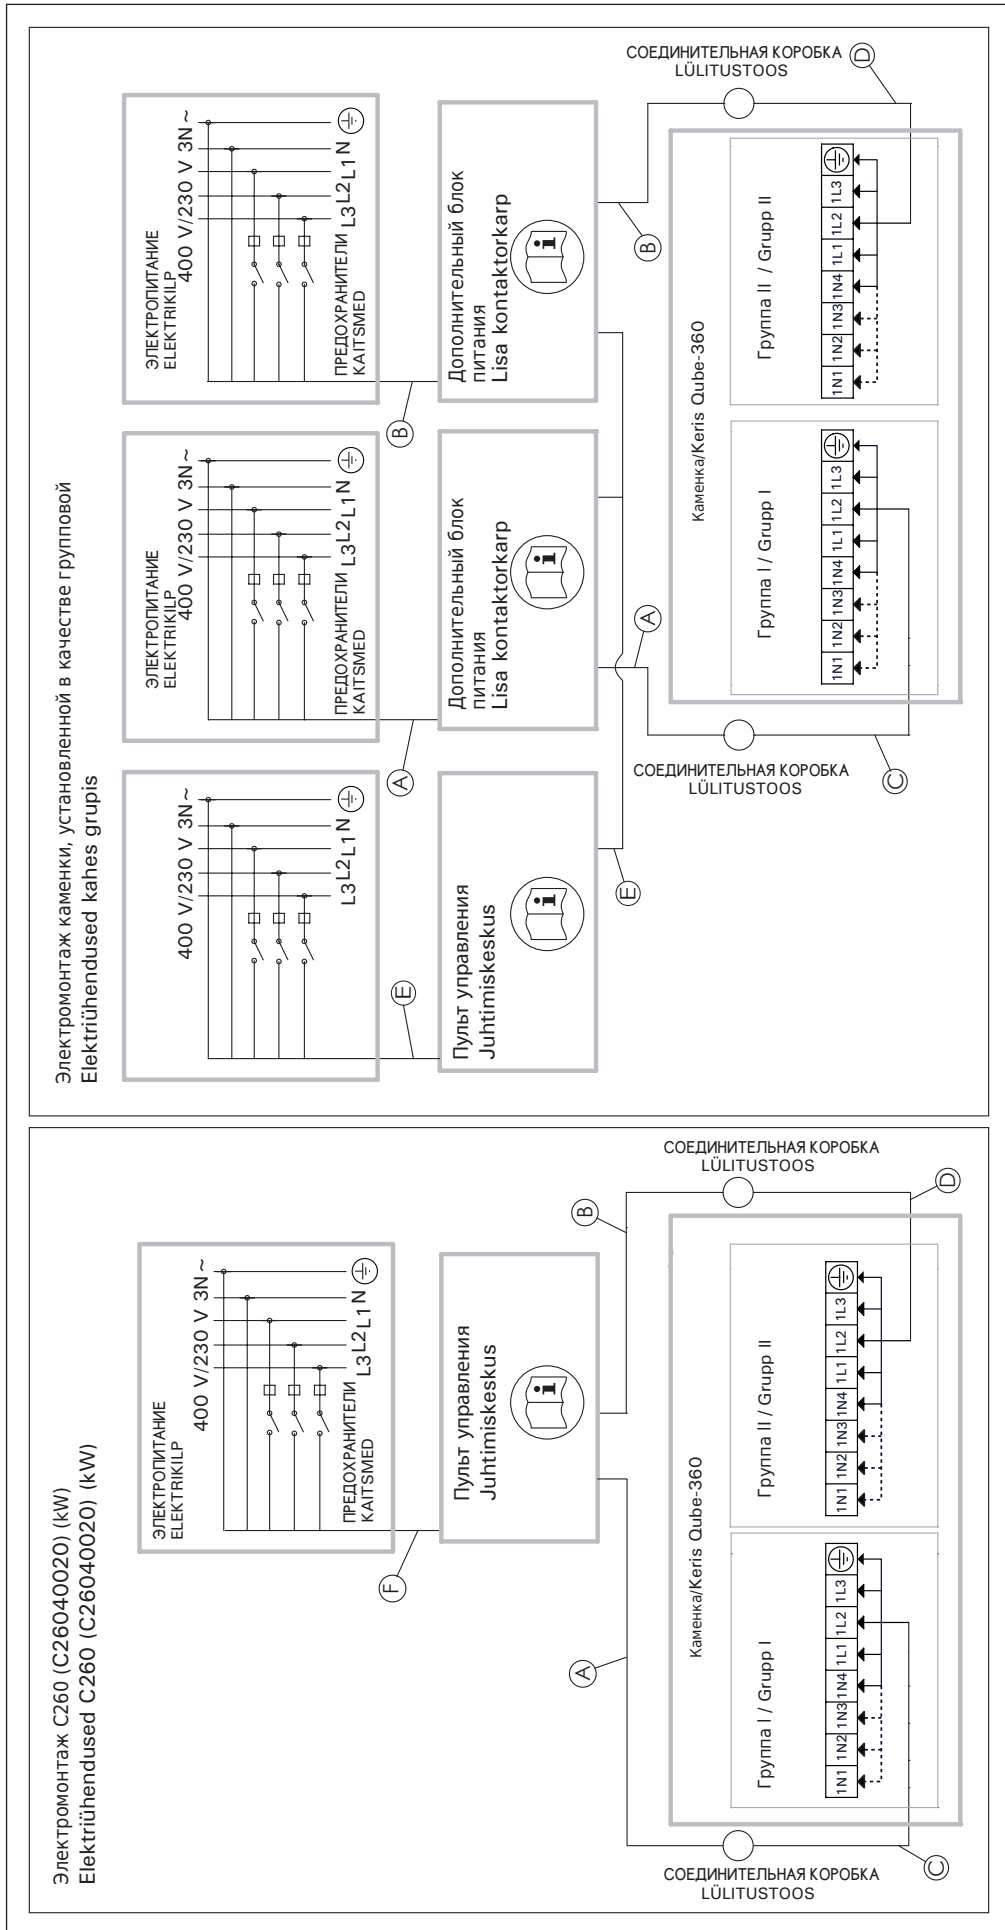 Электромонтаж С260 (C26040020) (kW)
Elektriühendused C260 (C26040020) (kW)
ЭЛЕКТРОПИТАНИЕ
ELEKTRIKILP
400 V/230 V 3N ~
ПРЕДОХРАНИТЕЛИ
KAITSMED
L3 L2 L1 N
F
Пульт управления
Juhtimiskeskus
i
A
B
СОЕДИНИТЕЛЬНАЯ КОРОБКА
LÜLITUSTOOS
C
СОЕДИНИТЕЛЬНАЯ КОРОБКА
LÜLITUSTOOS
D
Каменка/Keris Qube-360
Группа I / Grupp I
1N1 1N2 1N3 1N4 1L1 1L2 1L3
Группа II / Grupp II
1N1 1N2 1N3 1N4 1L1 1L2 1L3
Электромонтаж каменки, установленной в качестве групповой
Elektriühendused kahes grupis
400 V/230 V 3N ~
L3 L2 L1 N
E
Пульт управления
Juhtimiskeskus
i
E
ЭЛЕКТРОПИТАНИЕ
ELEKTRIKILP
400 V/230 V 3N ~
ПРЕДОХРАНИТЕЛИ
KAITSMED
L3 L2 L1 N
A
Дополнительный блок
питания
Lisa kontaktorkarp
i
A
ЭЛЕКТРОПИТАНИЕ
ELEKTRIKILP
400 V/230 V 3N ~
ПРЕДОХРАНИТЕЛИ
KAITSMED
L3 L2 L1 N
B
Дополнительный блок
питания
Lisa kontaktorkarp
i
B
СОЕДИНИТЕЛЬНАЯ КОРОБКА
LÜLITUSTOOS
C
СОЕДИНИТЕЛЬНАЯ КОРОБКА
LÜLITUSTOOS
D
Каменка/Keris Qube-360
Группа I / Grupp I
1N1 1N2 1N3 1N4 1L1 1L2 1L3
Группа II / Grupp II
1N1 1N2 1N3 1N4 1L1 1L2 1L3